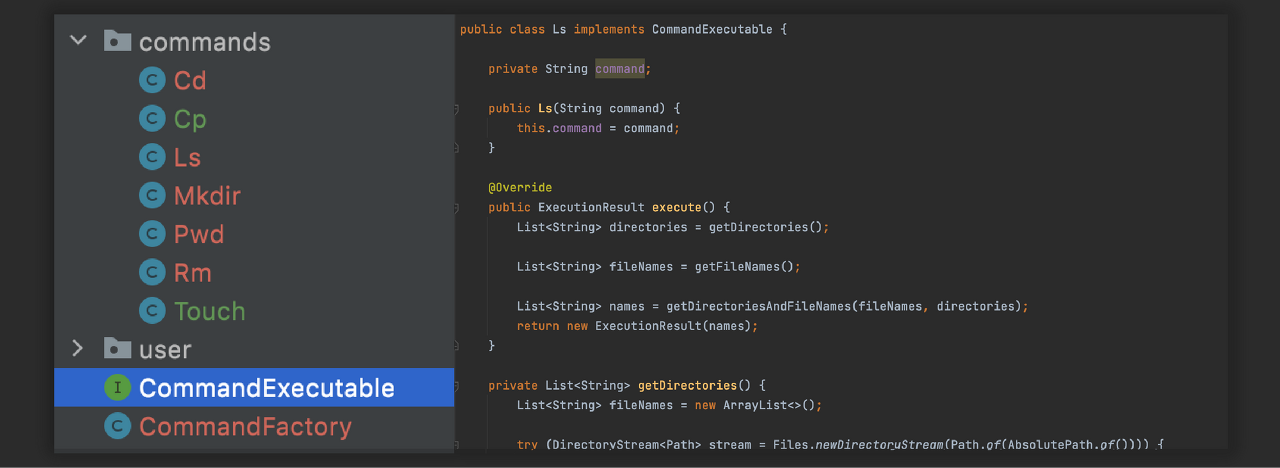 commands
C Cd
C Cp
C Ls
C Mkdir
C Pwd
C Rm
C Touch
user
I CommandExecutable
C CommandFactory
public class Ls implements CommandExecutable {
private String command;
public Ls(String command) {
this.command = command;
}
@Override
public ExecutionResult execute() {
List<String> directories = getDirectories();
List<String> fileNames = getFileNames();
List<String> names = getDirectoriesAndFileNames(fileNames, directories);
return new ExecutionResult(names);
}
private List<String> getDirectories() {
List<String> fileNames = new ArrayList<>();
try (DirectoryStream<Path> stream = Files.newDirectoryStream(Path.of(AbsolutePath.of()))) {